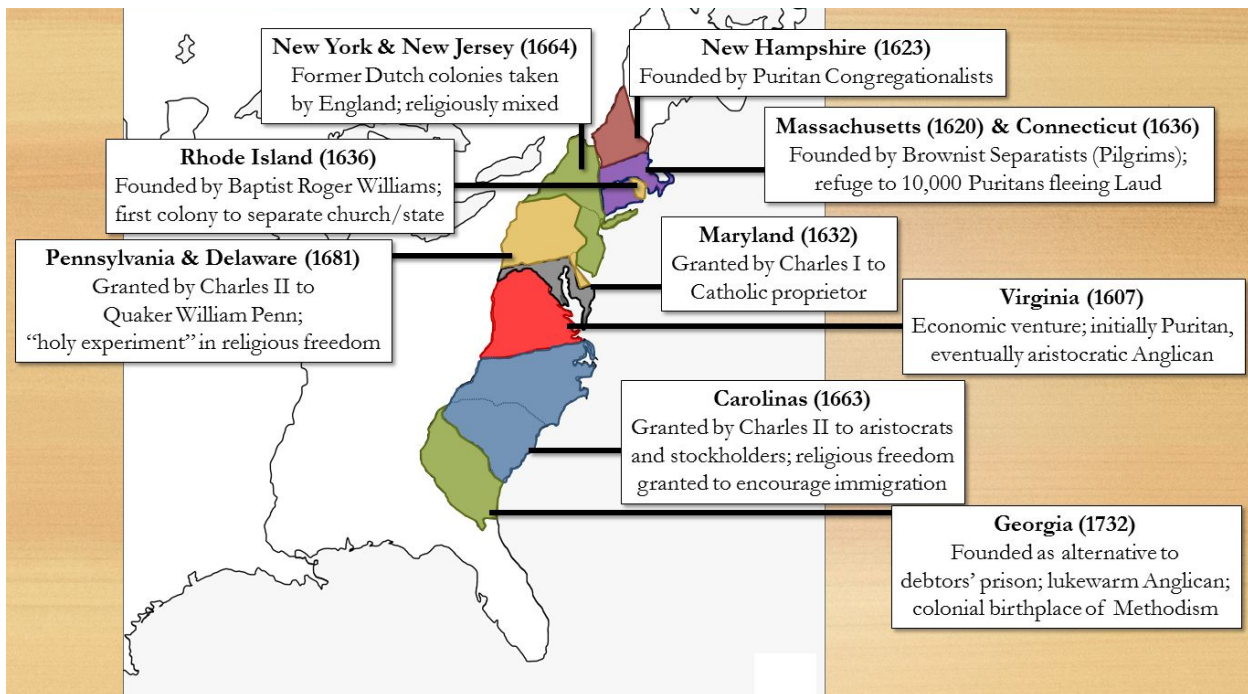 New York & New Jersey (1664)
Former Dutch colonies taken
by England; religiously mixed
New Hampshire (1623)
Founded by Puritan Congregationalists
Massachusetts (1620) & Connecticut (1636)
Founded by Brownist Separatists (Pilgrims);
refuge to 10,000 Puritans fleeing Laud
Rhode Island (1636)
Founded by Baptist Roger Williams;
first colony to separate church/state
Maryland (1632)
Granted by Charles I to
Catholic proprietor
Pennsylvania & Delaware (1681)
Granted by Charles II to
Quaker William Penn;
“holy experiment” in religious freedom
Virginia (1607)
Economic venture; initially Puritan,
eventually aristocratic Anglican
Carolinas (1663)
Granted by Charles II to aristocrats
and stockholders; religious freedom
granted to encourage immigration
Georgia (1732)
Founded as alternative to
debtors’ prison; lukewarm Anglican;
colonial birthplace of Methodism